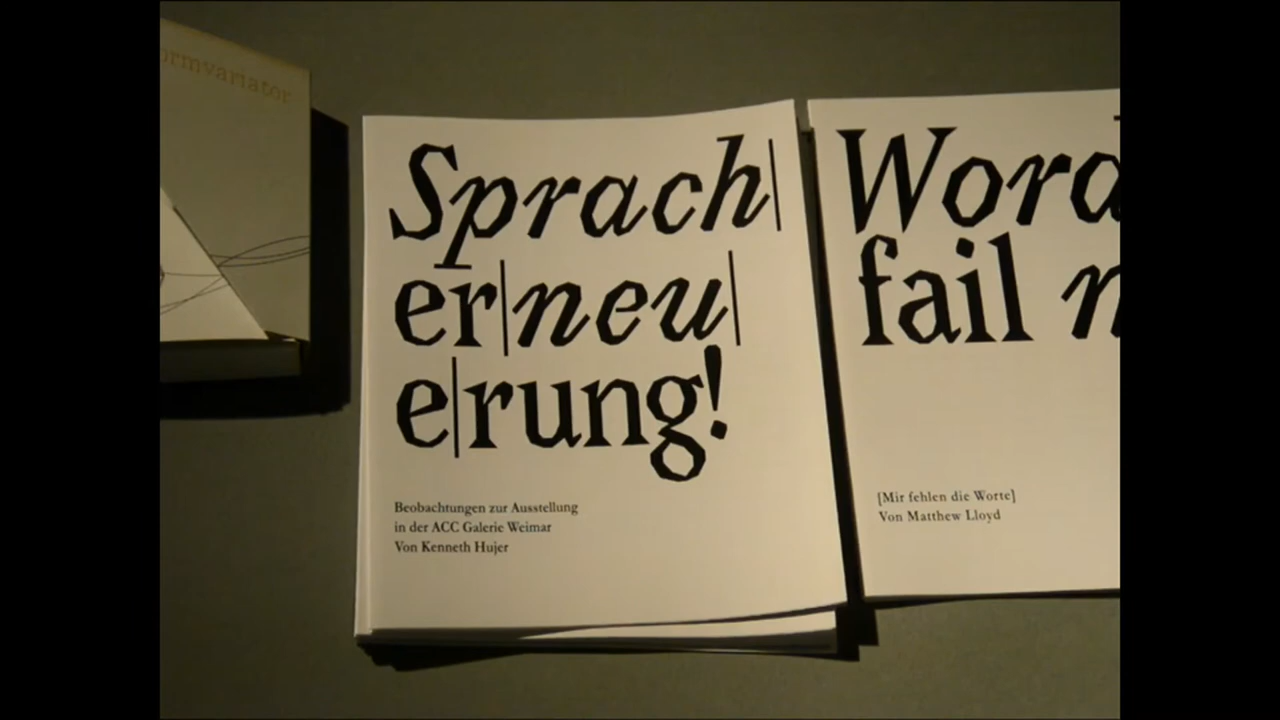 Sprach|
er|neu|
e|rung!
Beobachtungen zur Ausstellung
in der ACC Galerie Weimar
Von Kenneth Hujer
Word
fail
[Mir fehlen die Worte]
Von Matthew Lloyd